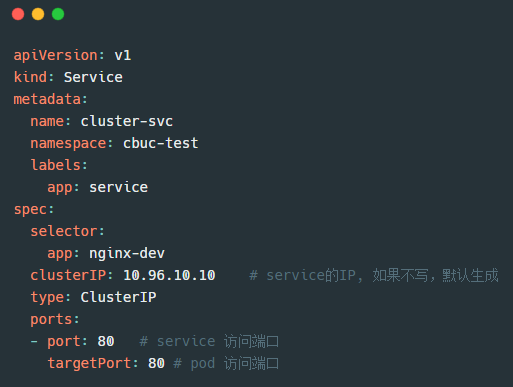 apiVersion: v1
kind: Service
metadata:
  name: cluster-svc
  namespace: cbuc-test
  labels:
    app: service
spec:
  selector:
    app: nginx-dev
  clusterIP: 10.96.10.10    # service的IP, 如果不写，默认生成
  type: ClusterIP
  ports:
  - port: 80   # service 访问端口
    targetPort: 80 # pod 访问端口